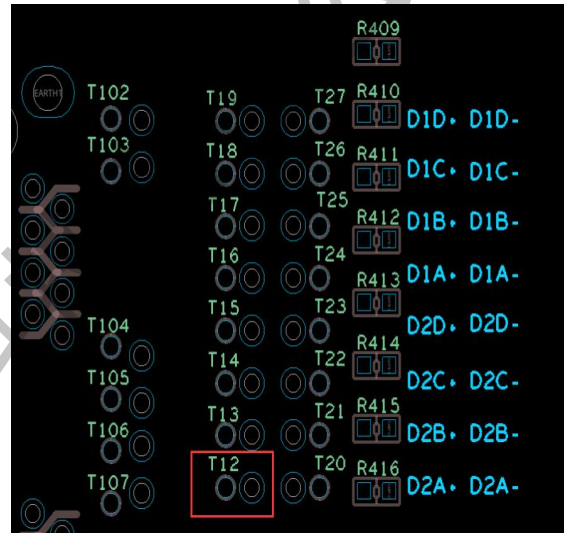 R409
EARTH1
T102 T19 T27 R410
D1D+ D1D-
T103 T18 T26 R411
D1C+ D1C-
T17 T25 R412
D1B+ D1B-
T16 T24 R413
D1A+ D1A-
T104 T15 T23 R414
D2D+ D2D-
T105 T14 T22
D2C+ D2C-
T106 T13 T21 R415
D2B+ D2B-
T107 T12 T20 R416
D2A+ D2A-